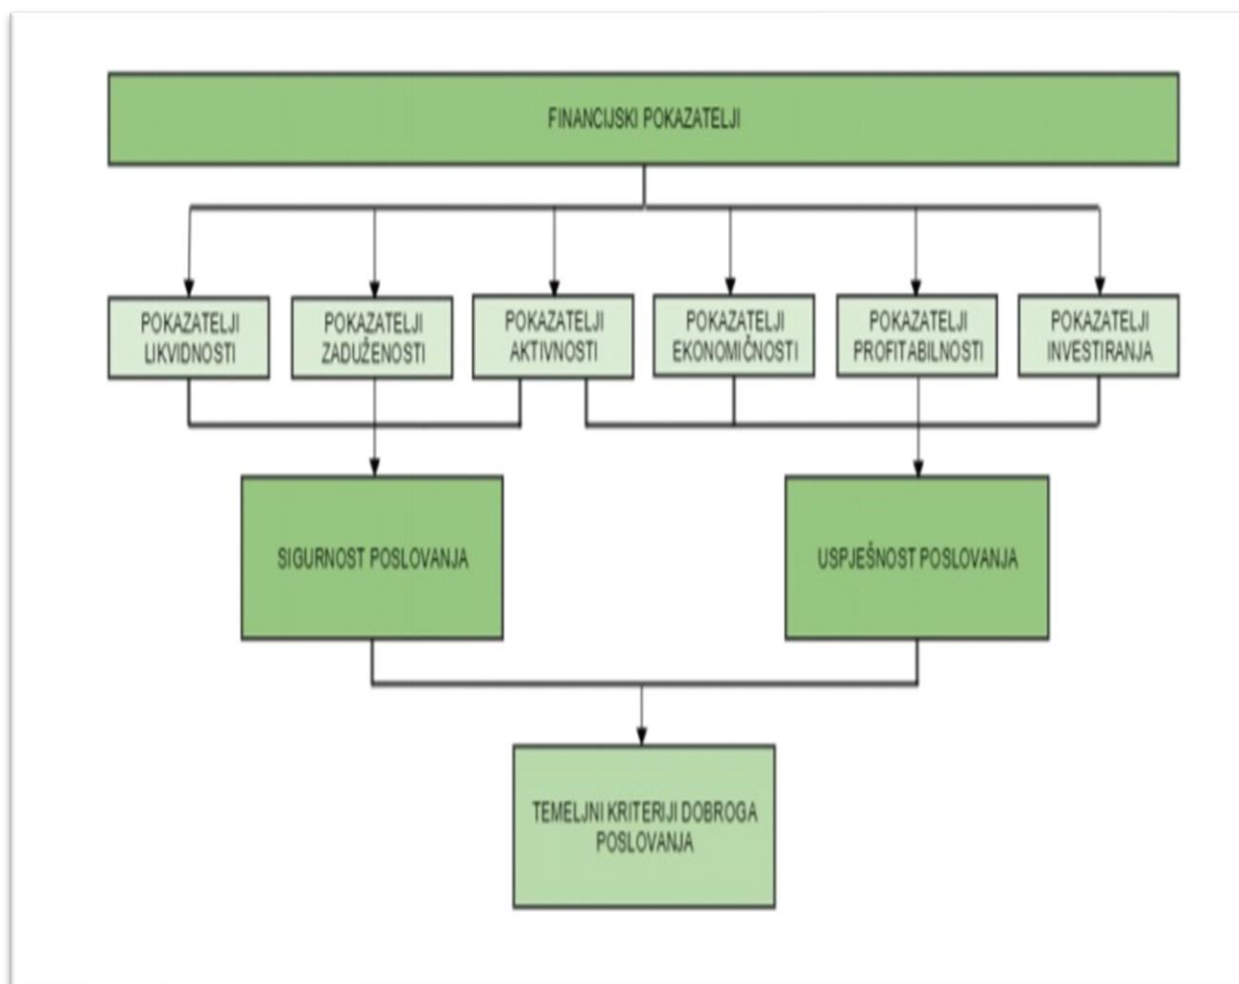 FINANCIJSKI POKAZATELJI
POKAZATELJI
LIKVIDNOSTI
POKAZATELJI
ZADUŽENOSTI
POKAZATELJI
AKTIVNOSTI
POKAZATELJI
EKONOMIČNOSTI
POKAZATELJI
PROFITABILNOSTI
POKAZATELJI
INVESTIRANJA
SIGURNOST POSLOVANJA
USPJEŠNOST POSLOVANJA
TEMELJNI KRITERIJI DOBROGA
POSLOVANJA